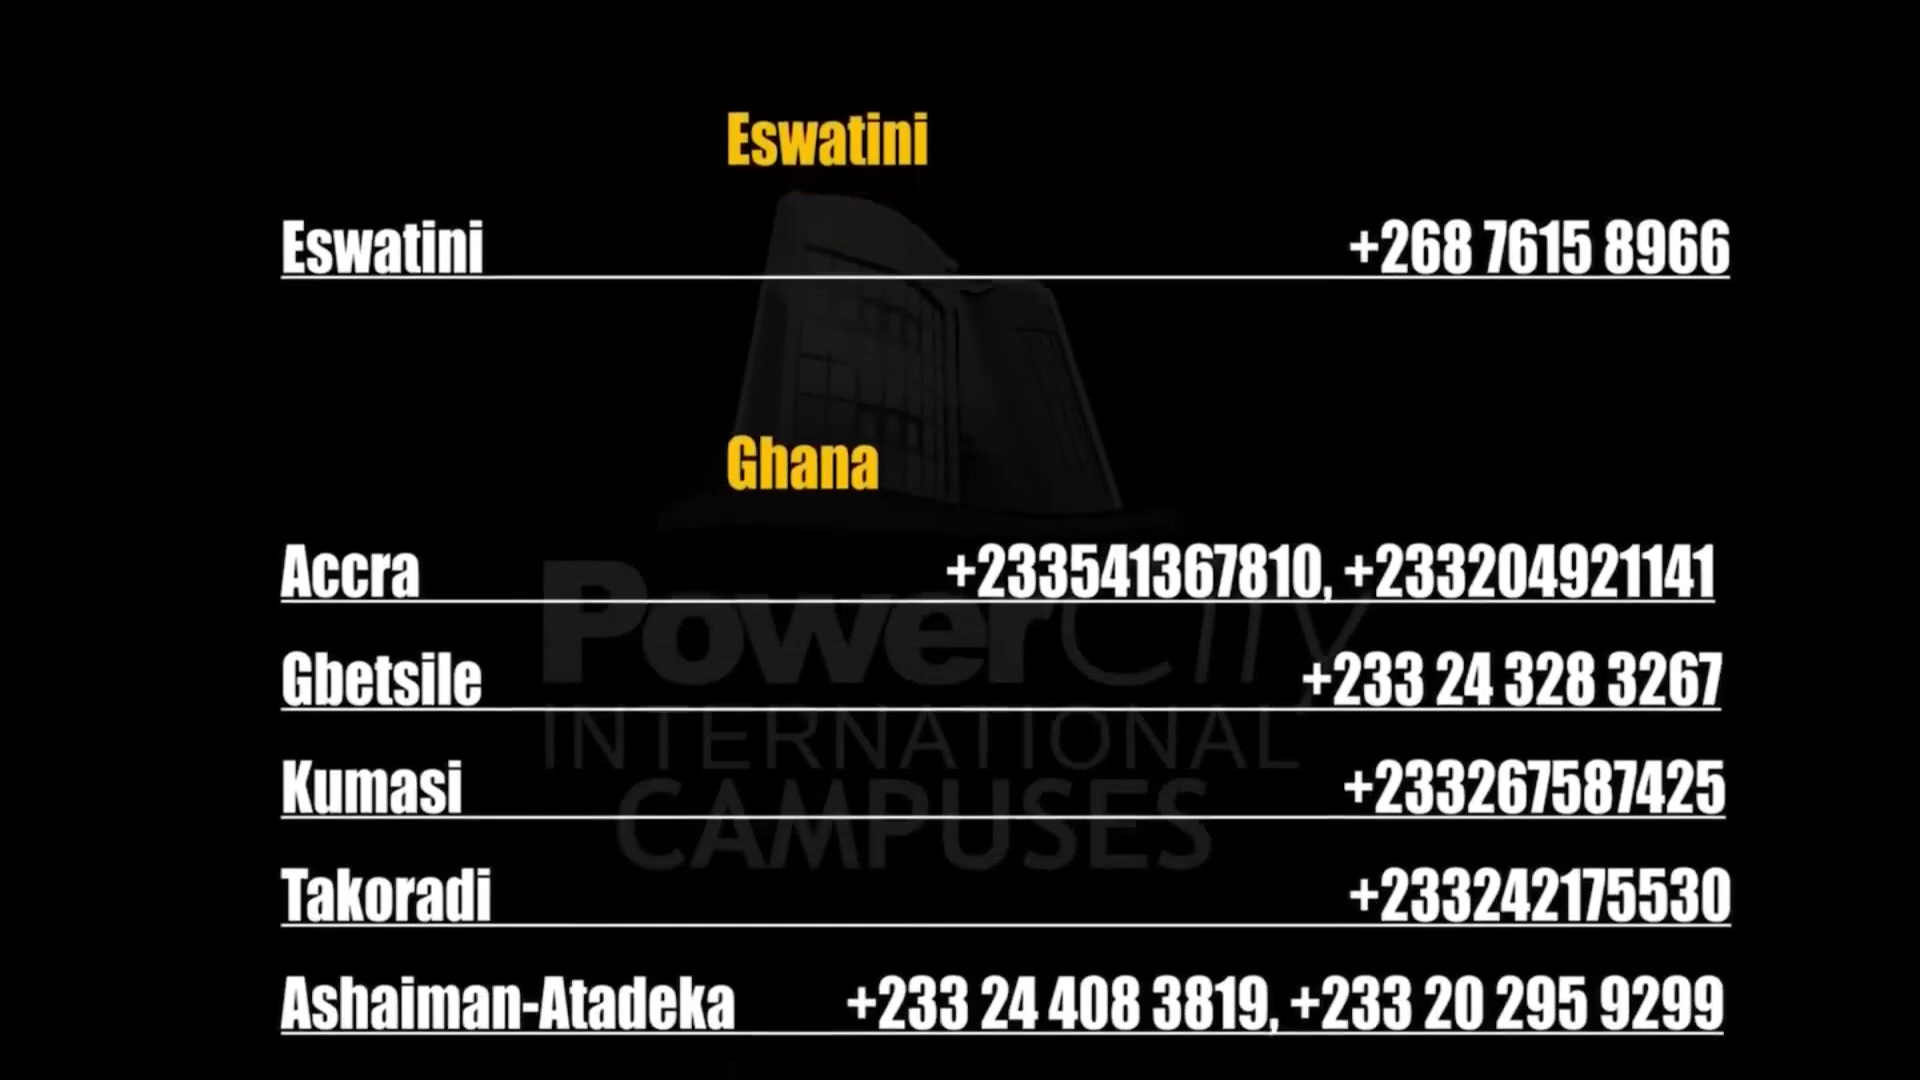 Eswatini
Eswatini +268 7615 8966
Ghana
Accra +233541367810, +233204921141
PowerCity
Gbetsile +233 24 328 3267
INTERNATIONAL
Kumasi +233267587425
CAMPUSES
Takoradi +233242175530
Ashaiman-Atadeka +233 24 408 3819, +233 20 295 9299